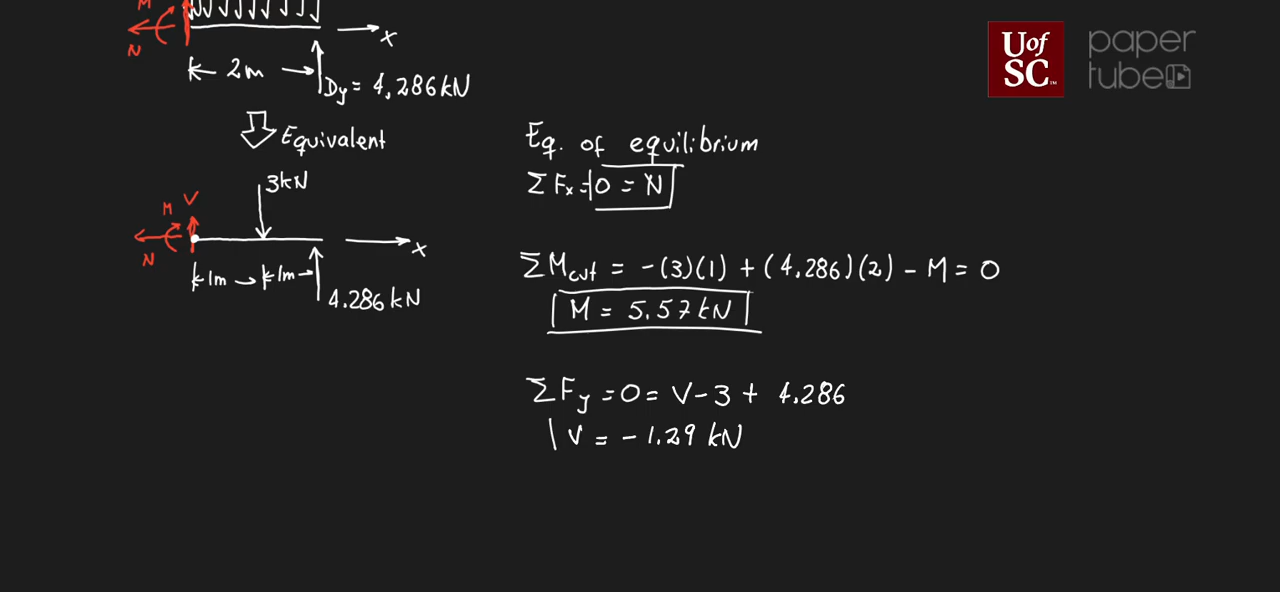 M
N
x
2m
Dy = 4.286 kN
Equivalent
3kN
M V
N
x
1m 1m
4.286 kN
Eq. of equilibrium
ΣFx = 0 = N
ΣMcut = -(3)(1) + (4.286)(2) - M = 0
M = 5.57 kN
ΣFy = 0 = V - 3 + 4.286
V = -1.29 kN
U of SC™
paper tube